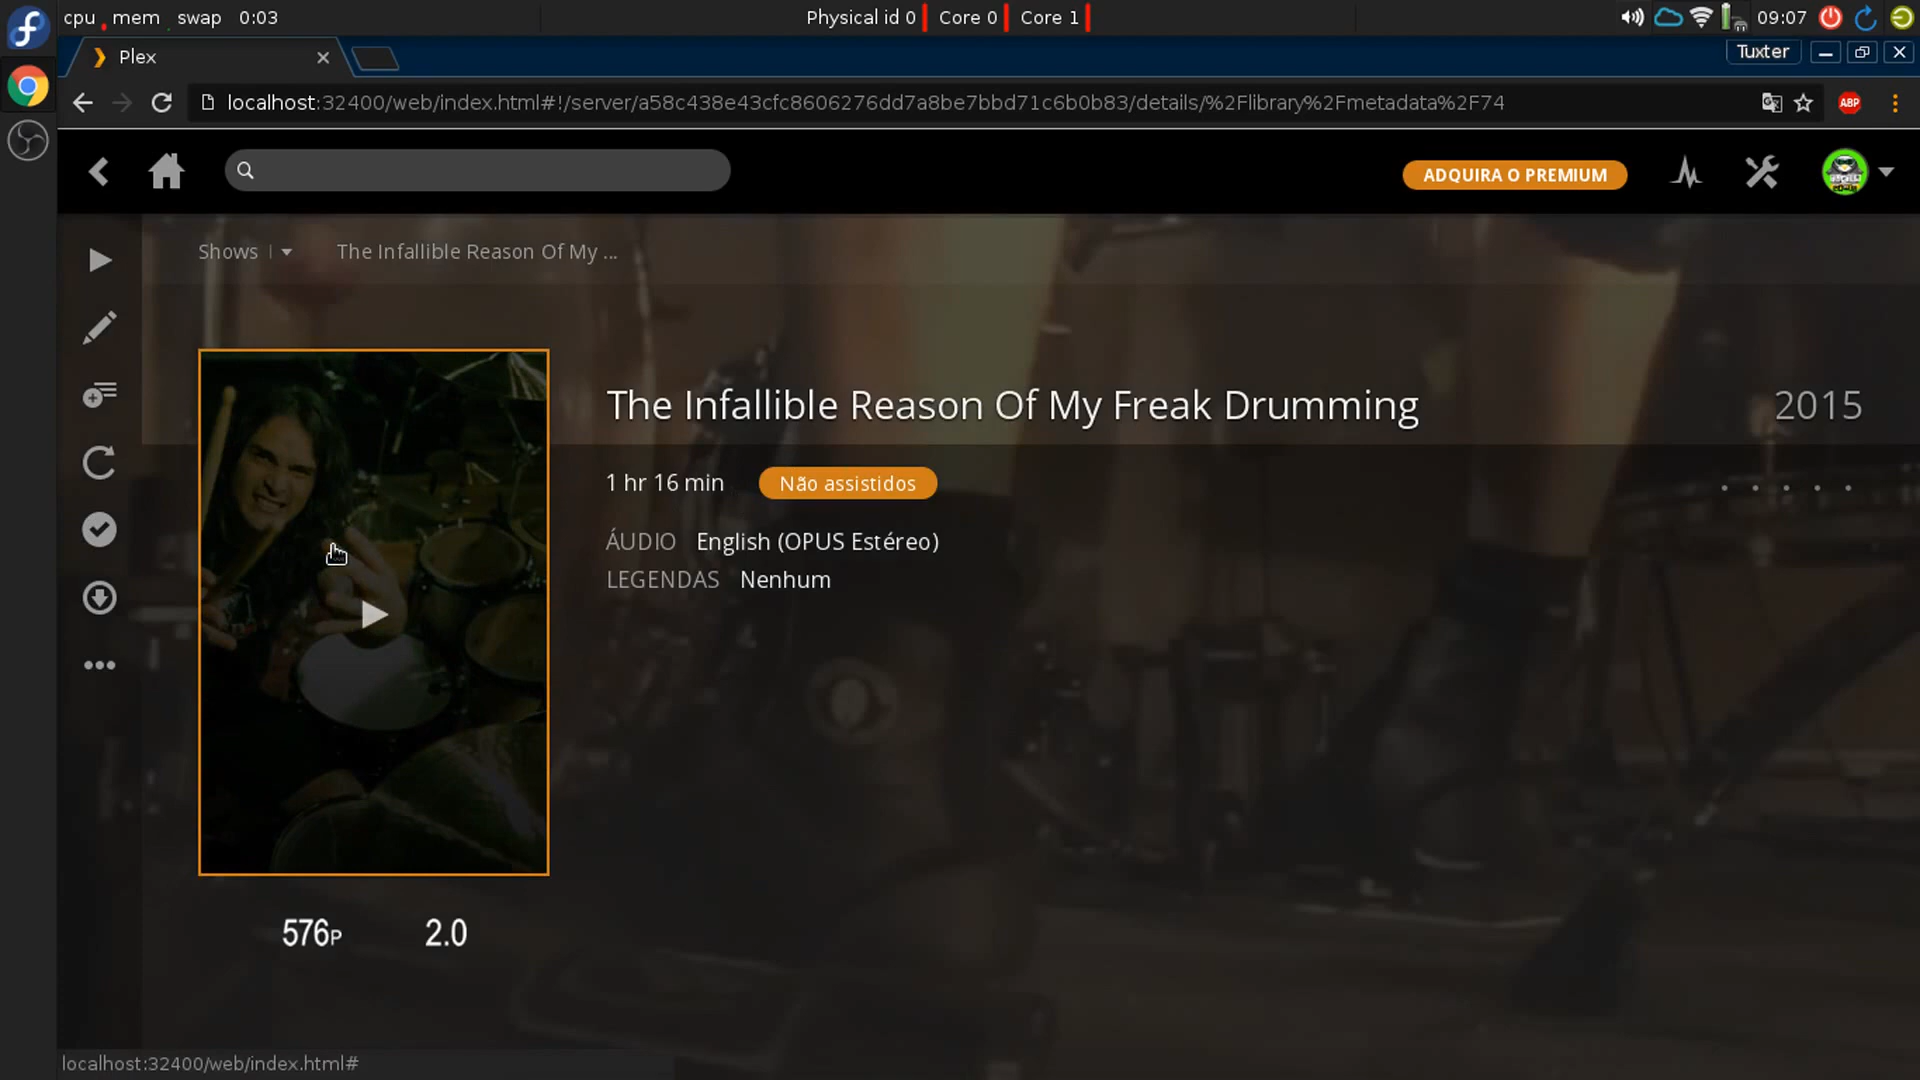 cpu mem swap 0:03 Physical id 0 Core 0 Core 1 09:07
Plex Tuxter
localhost:32400/web/index.html#!/server/a58c438e43cfc8606276dd7a8be7bbd71c6b0b83/details/%2Flibrary%2Fmetadata%2F74 ABP
ADQUIRA O PREMIUM
Shows The Infallible Reason Of My ...
The Infallible Reason Of My Freak Drumming 2015
1 hr 16 min Não assistidos
ÁUDIO English (OPUS Estéreo)
LEGENDAS Nenhum
576P 2.0
localhost:32400/web/index.html#